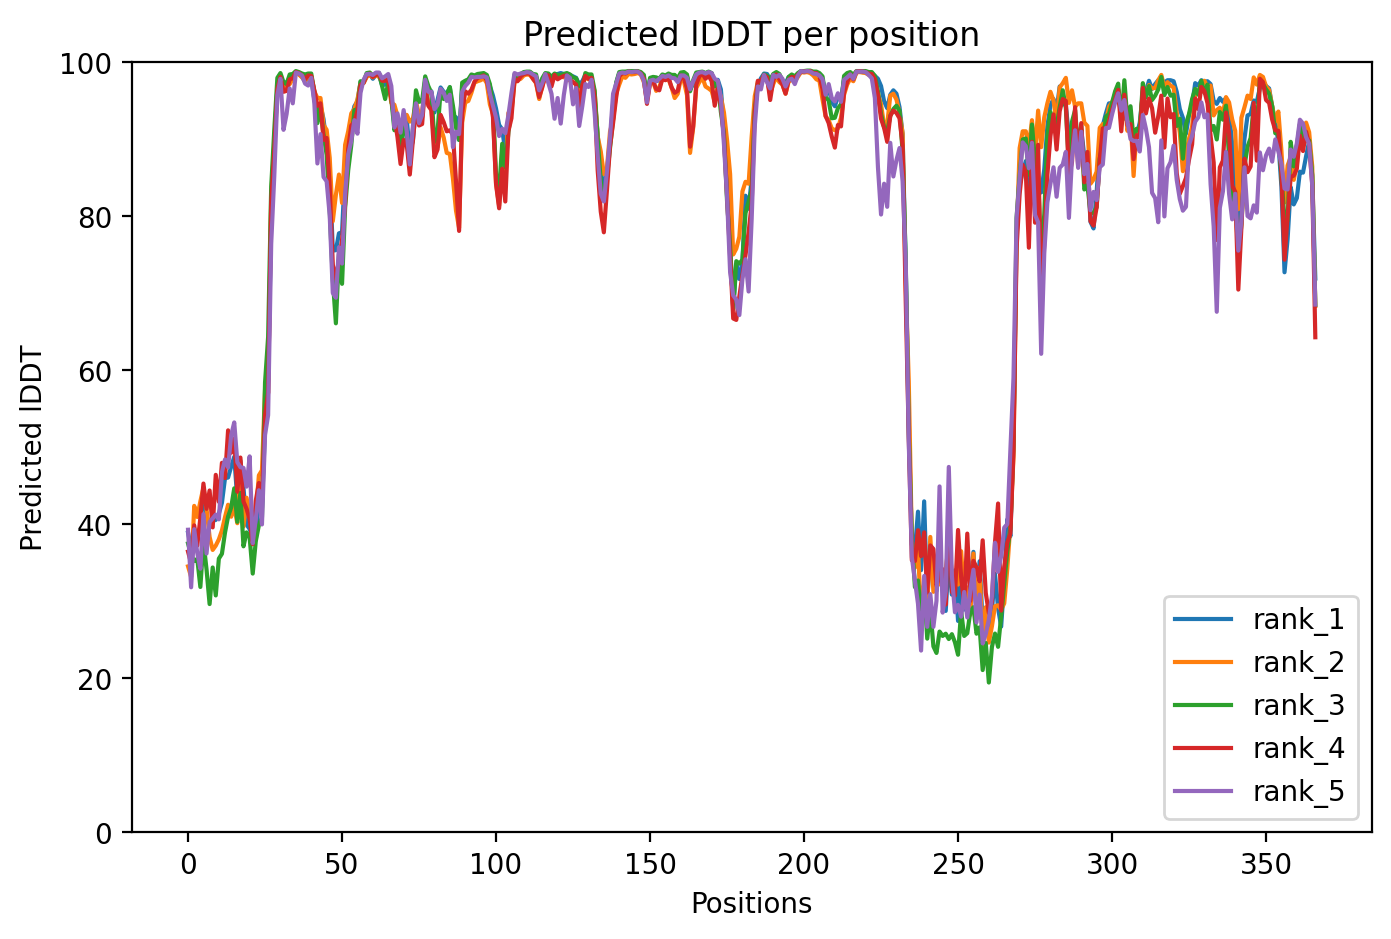 Predicted lDDT per position
100
80
60
40
20
0
Predicted lDDT
0 50 100 150 200 250 300 350
Positions
rank_1
rank_2
rank_3
rank_4
rank_5